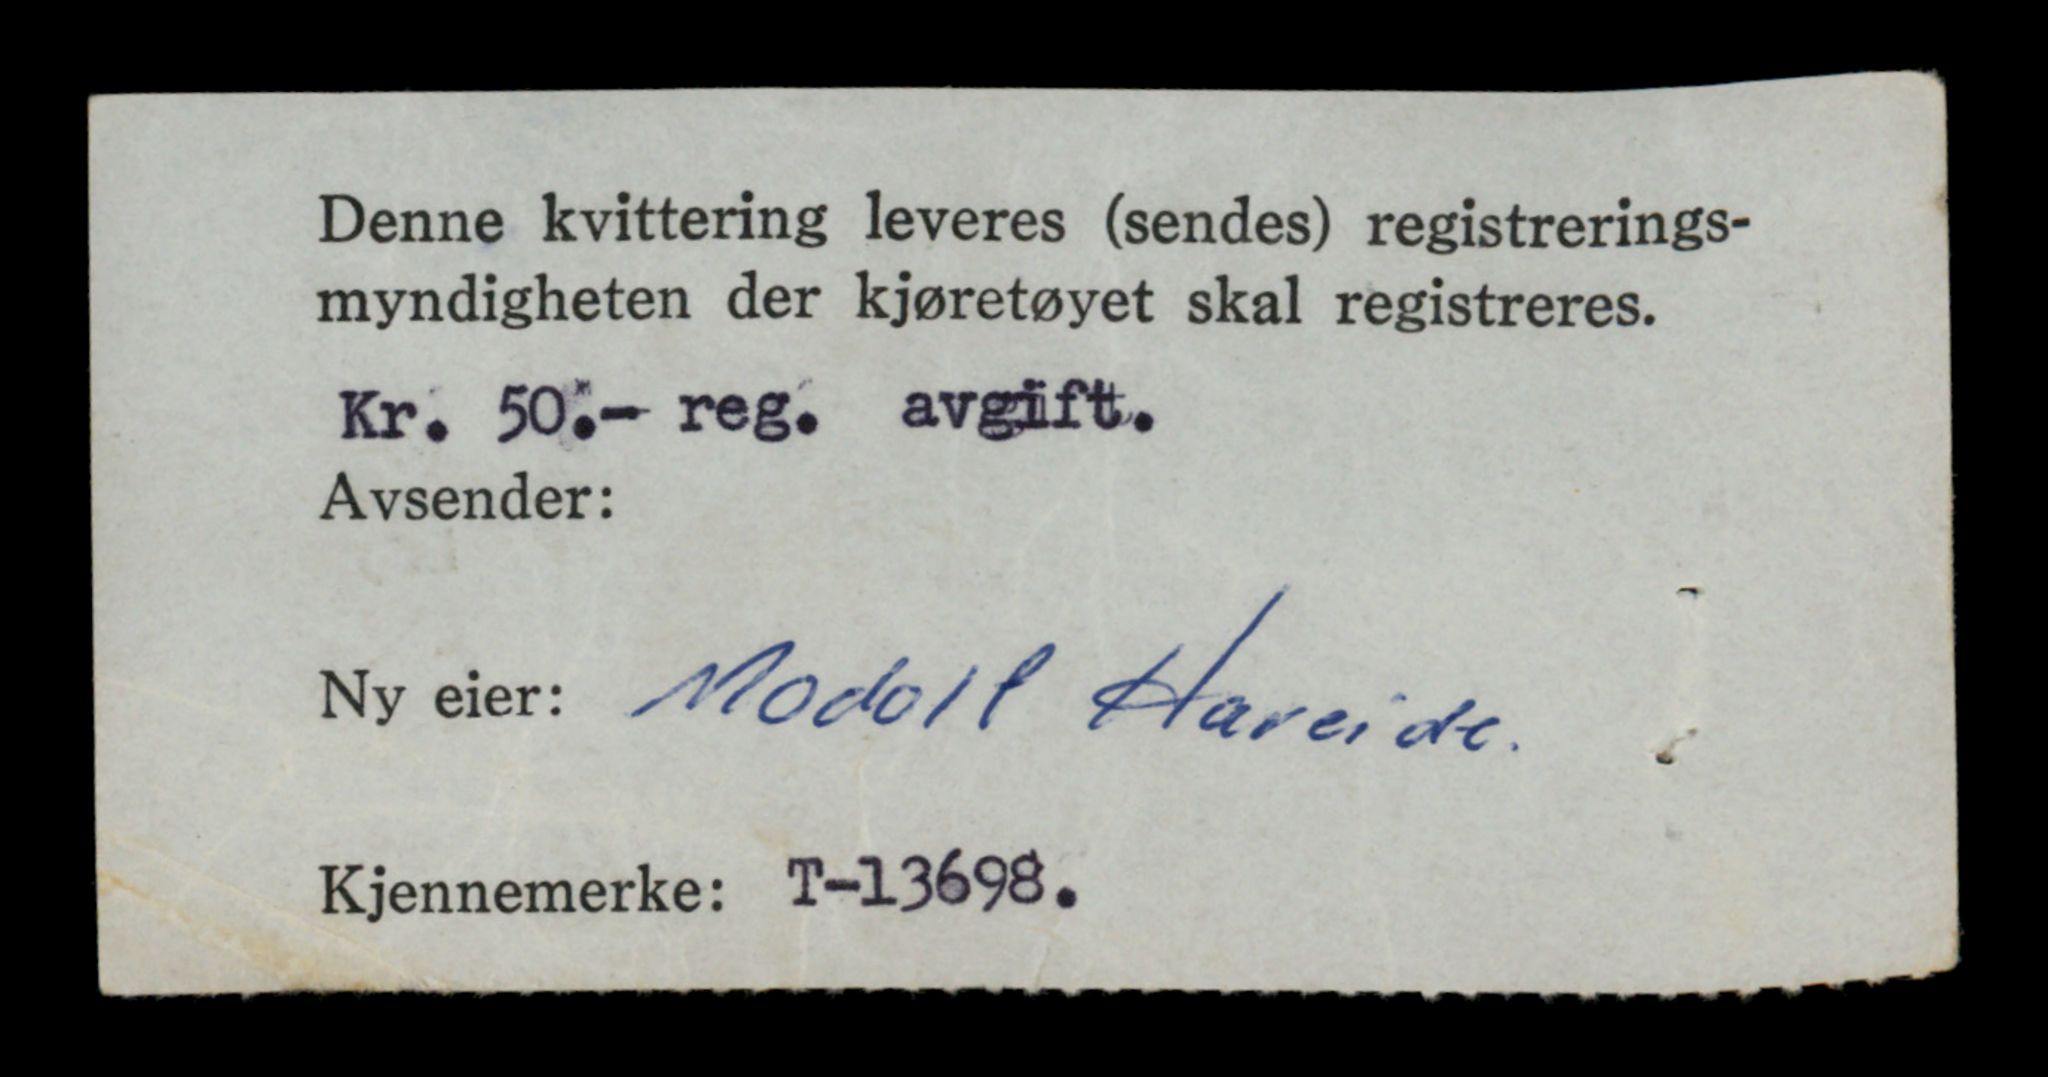 Denne kvittering leveres (sendes) registrerings-
myndigheten der kjøretøyet skal registreres.
Kr. 50.- reg. avgift.
Avsender:
Ny eier: Modolf Hareide.
Kjennemerke: T-13698.